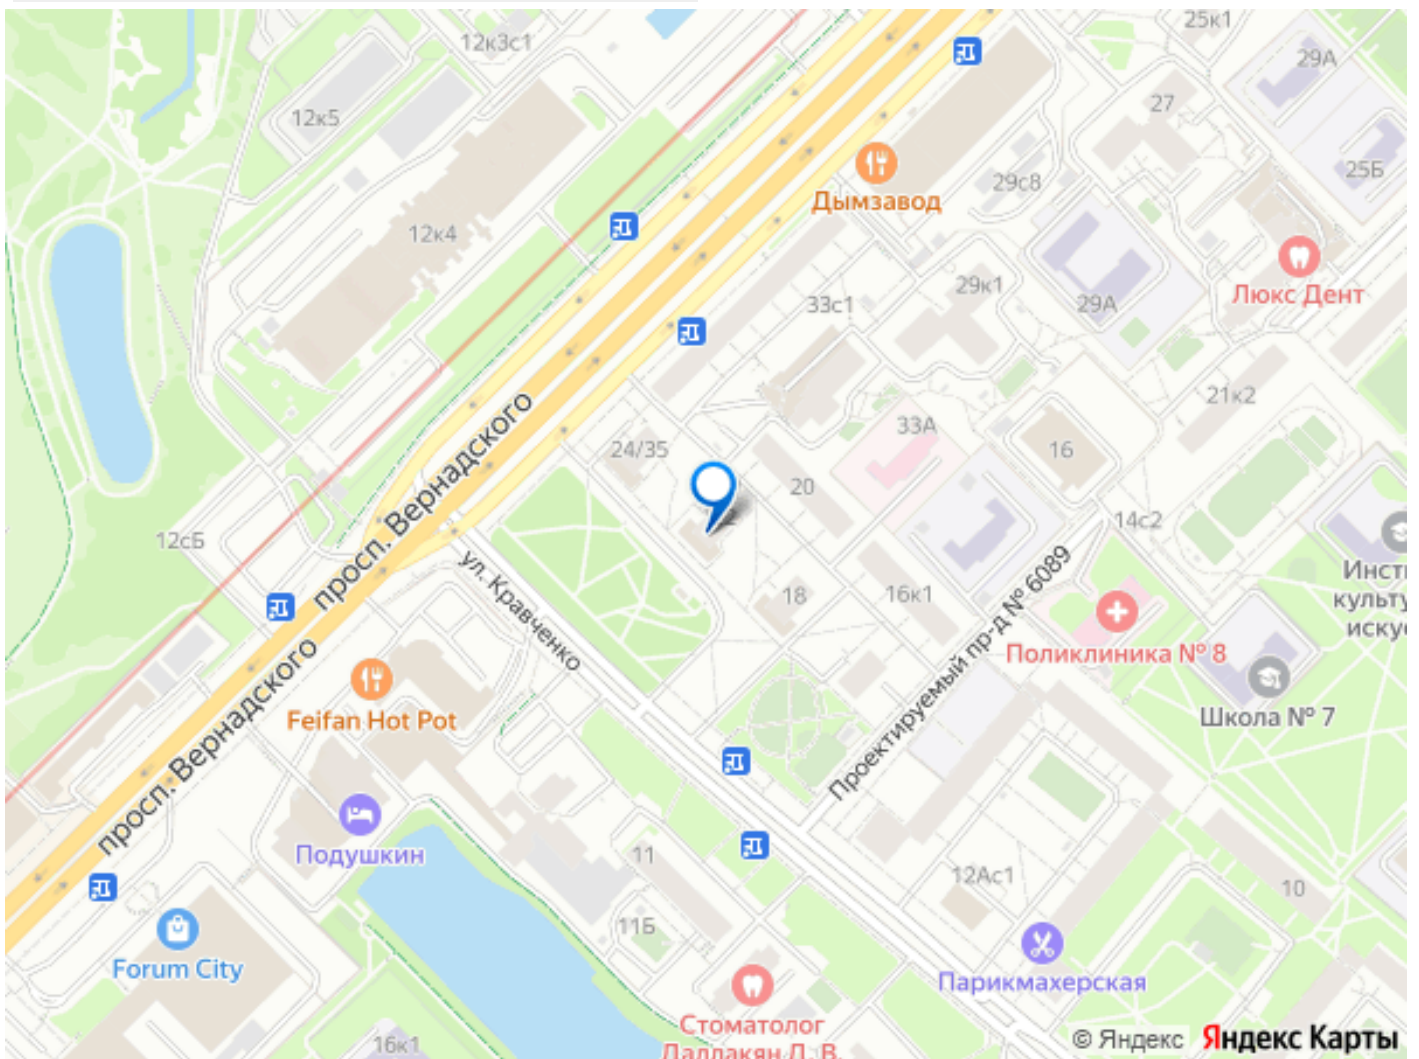 25к1
12к3с1
29А
27
12к5
25Б
29с8
Дымзавод
12к4
29к1
Люкс Дент
33с1
29А
21к2
33А
24/35
16
20
просп. Вернадского
14с2
12сБ
ул. Кравченко
18
16к1
Проектируемый пр-д № 6089
Поликлиника № 8
просп. Вернадского
Feifan Hot Pot
Школа № 7
Подушкин
11
12Ас1
10
11Б
Forum City
Парикмахерская
Стоматолог
16к1
© Яндекс Яндекс Карты